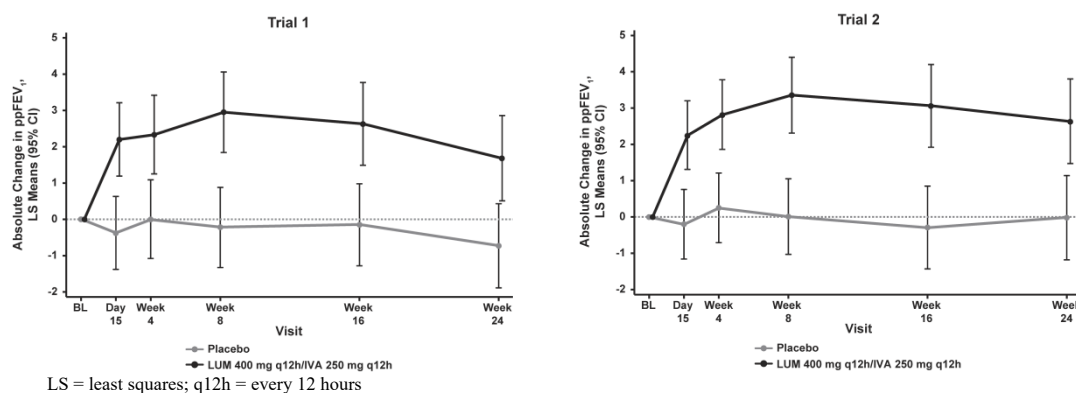 Trial 1
Absolute Change in ppFEV₁,
LS Means (95% CI)
5
4
3
2
1
0
-1
-2
BL
Day
15
Week
4
Week
8
Week
16
Week
24
Visit
Placebo
LUM 400 mg q12h/IVA 250 mg q12h
Trial 2
Absolute Change in ppFEV₁,
LS Means (95% CI)
5
4
3
2
1
0
-1
-2
BL
Day
15
Week
4
Week
8
Week
16
Week
24
Visit
Placebo
LUM 400 mg q12h/IVA 250 mg q12h
LS = least squares; q12h = every 12 hours